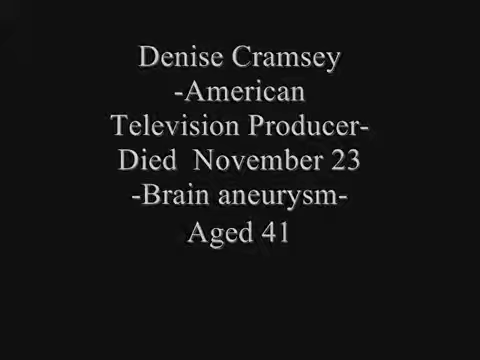 Denise Cramsey
-American
Television Producer-
Died November 23
-Brain aneurysm-
Aged 41